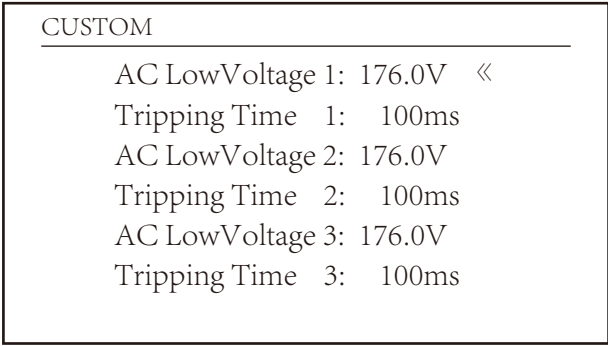 CUSTOM
AC LowVoltage 1: 176.0V «
Tripping Time 1: 100ms
AC LowVoltage 2: 176.0V
Tripping Time 2: 100ms
AC LowVoltage 3: 176.0V
Tripping Time 3: 100ms